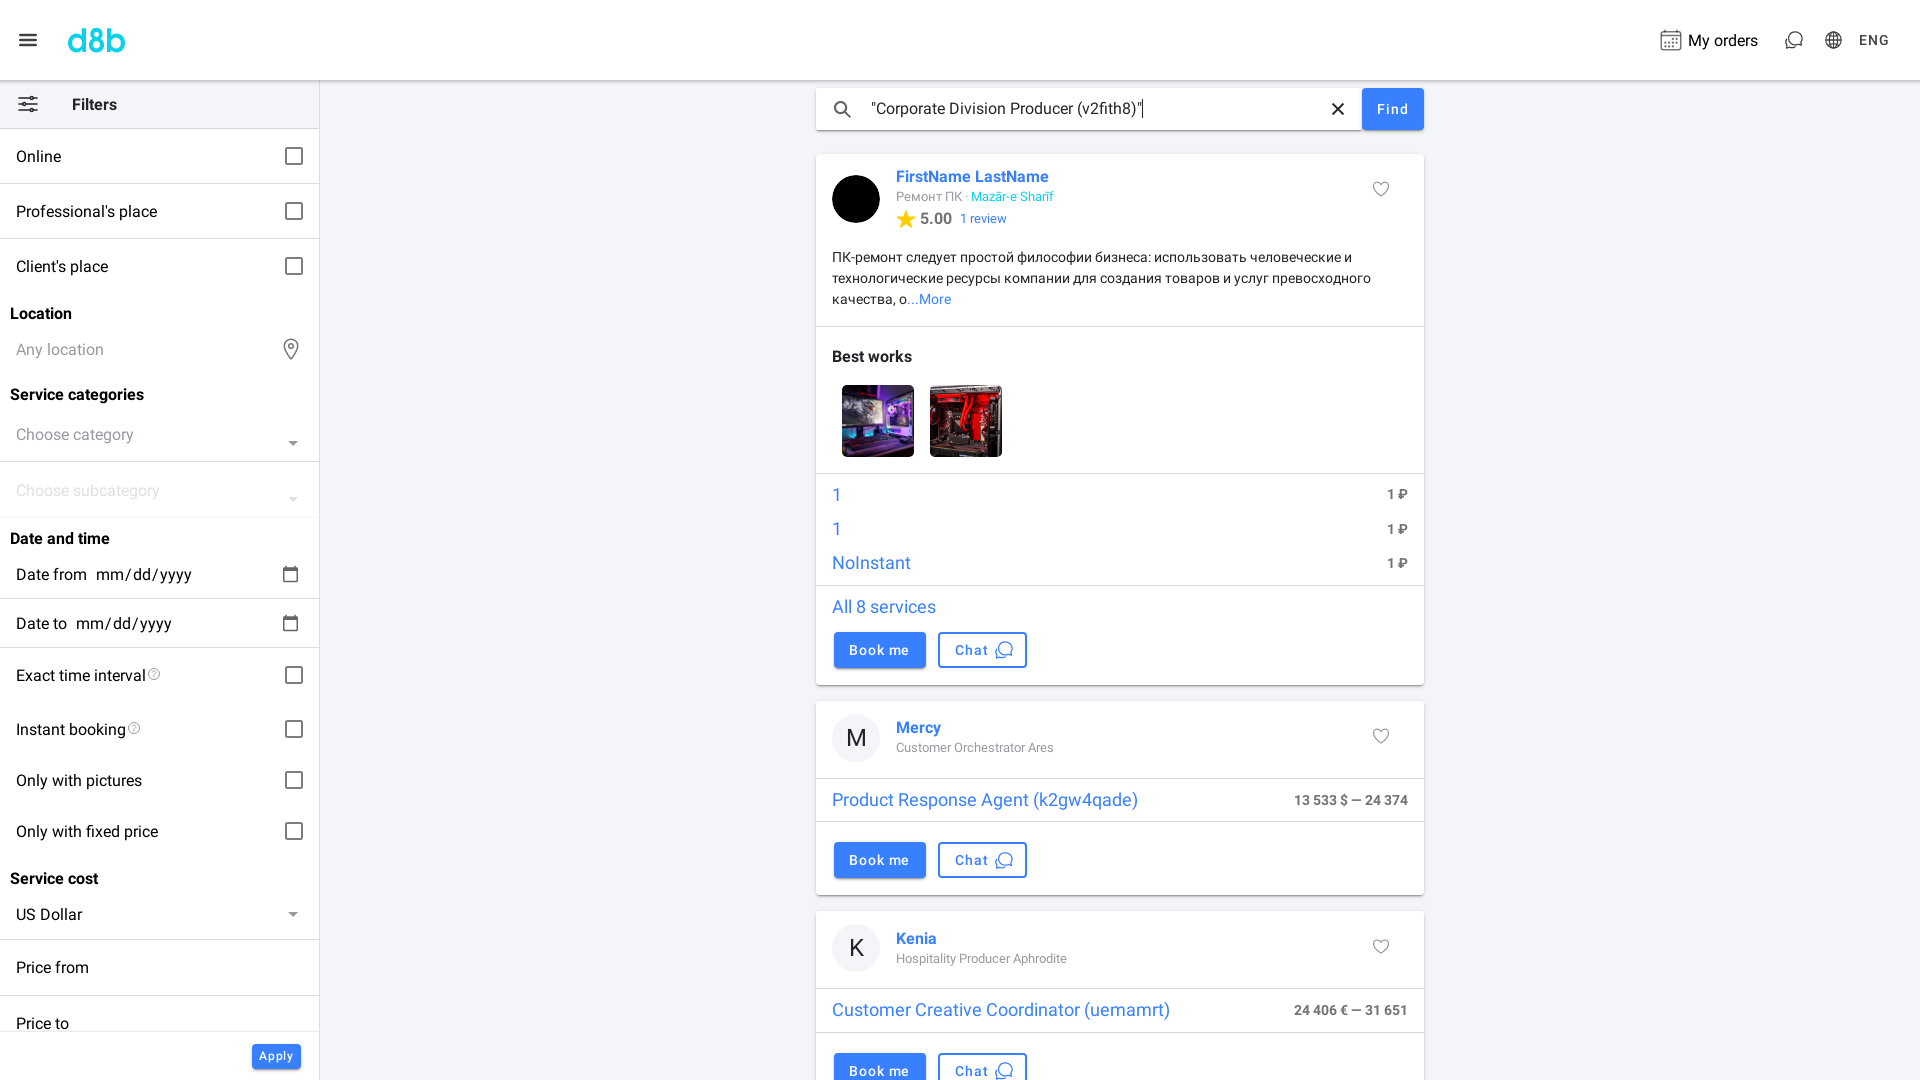 d8b
My orders
ENG
Filters
Online
Professional's place
Client's place
Location
Any location
Service categories
Choose category
Choose subcategory
Date and time
Date from mm/dd/yyyy
Date to mm/dd/yyyy
Exact time interval
Instant booking
Only with pictures
Only with fixed price
Service cost
US Dollar
Price from
Price to
Apply
"Corporate Division Producer (v2fith8)"
Find
FirstName LastName
Ремонт ПК · Mazār-e Sharīf
5.00 1 review
ПК-ремонт следует простой философии бизнеса: использовать человеческие и
технологические ресурсы компании для создания товаров и услуг превосходного
качества, о...More
Best works
1 1 ₽
1 1 ₽
NoInstant 1 ₽
All 8 services
Book me Chat
M
Mercy
Customer Orchestrator Ares
Product Response Agent (k2gw4qade) 13 533 $ — 24 374
Book me Chat
K
Kenia
Hospitality Producer Aphrodite
Customer Creative Coordinator (uemamrt) 24 406 € — 31 651
Book me Chat